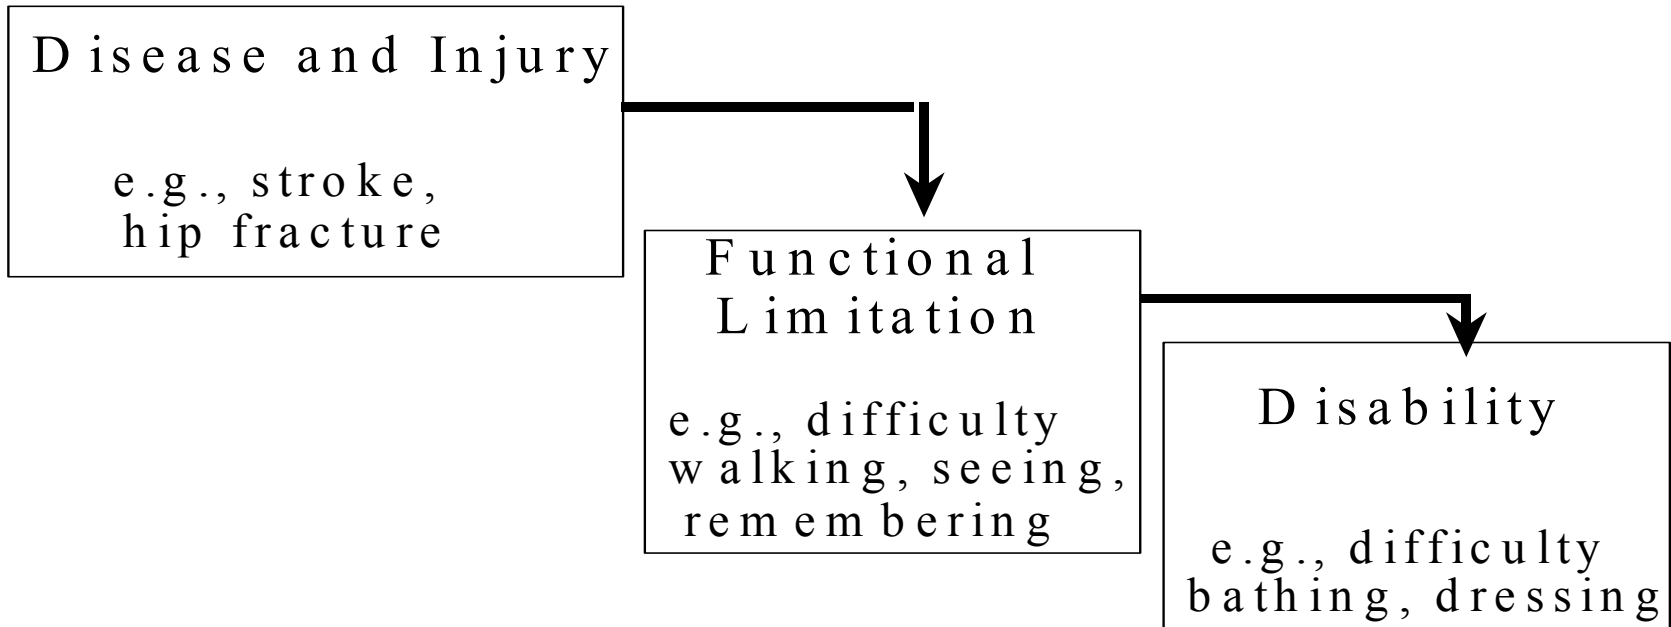 Disease and Injury
e.g., stroke,
hip fracture
Functional
Limitation
e.g., difficulty
walking, seeing,
remembering
Disability
e.g., difficulty
bathing, dressing